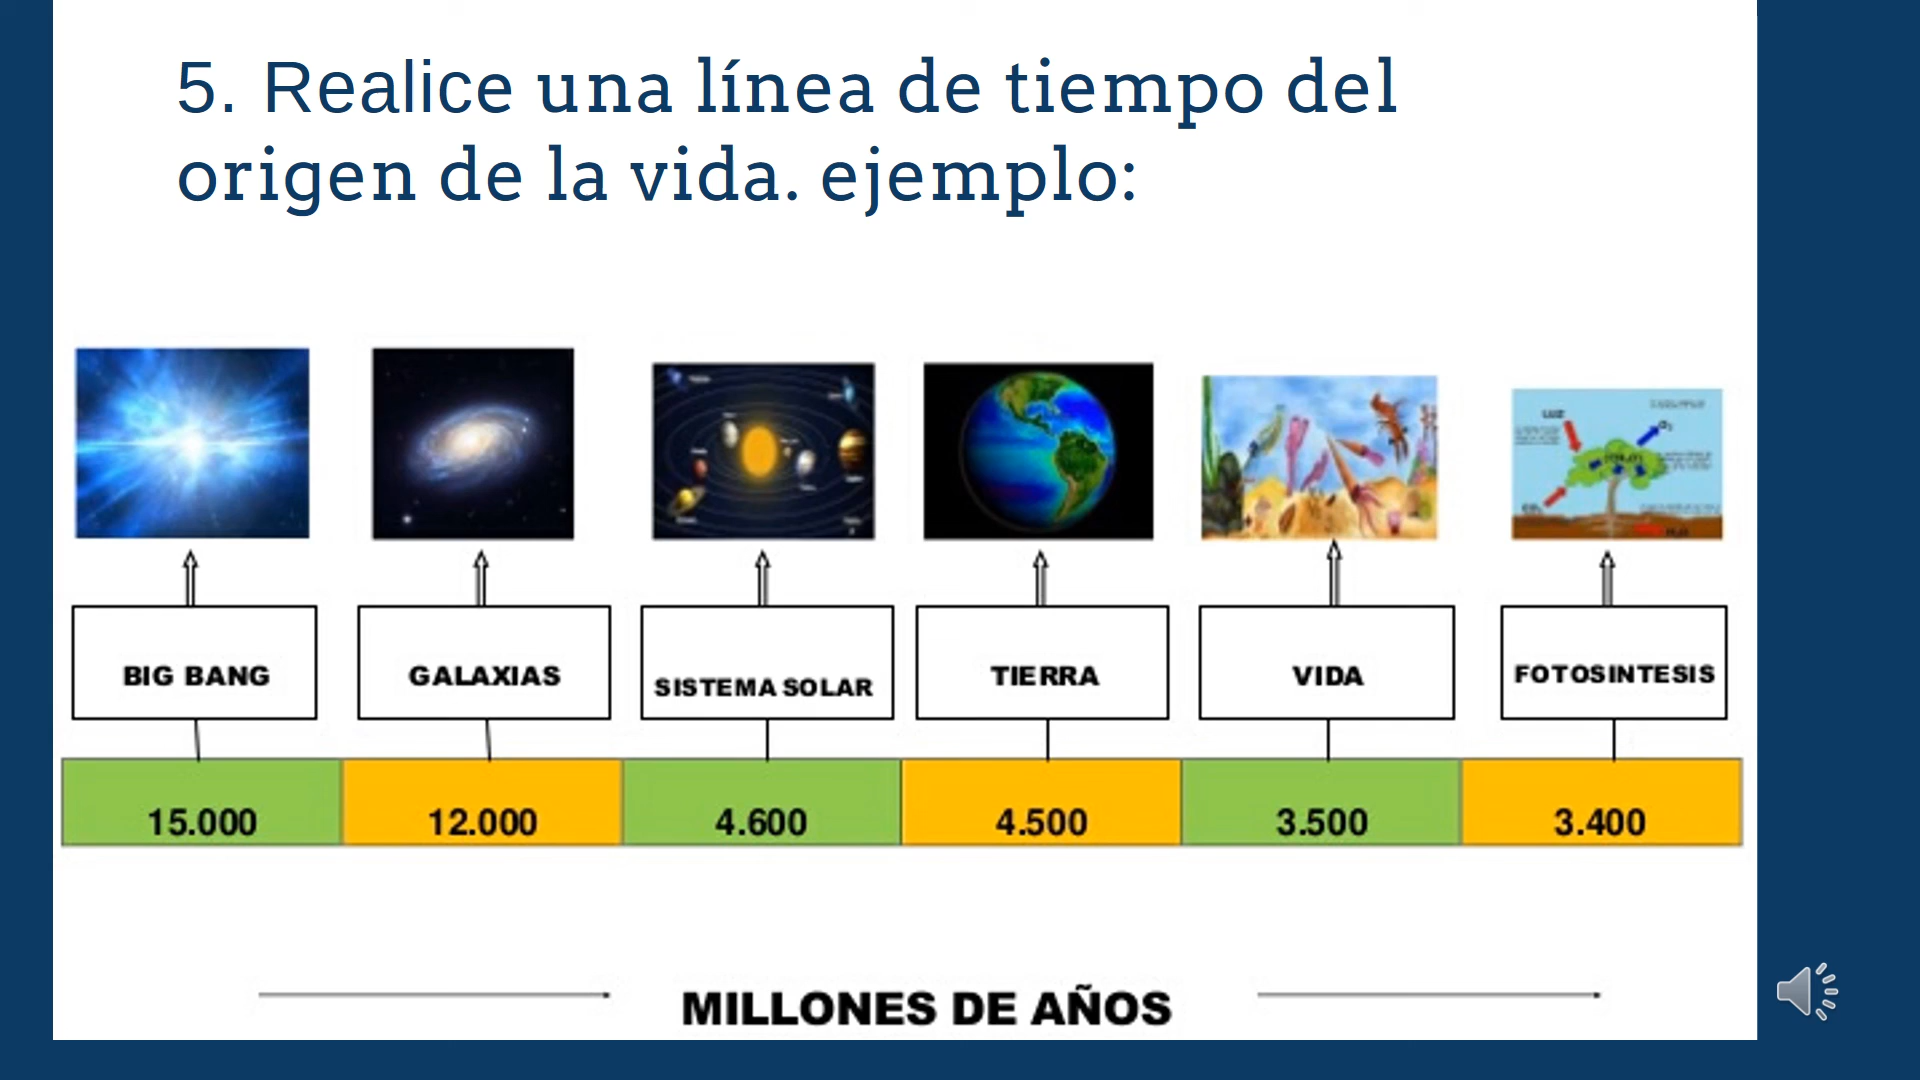 5. Realice una línea de tiempo del
origen de la vida. ejemplo:
LUZ
BIG BANG
GALAXIAS
SISTEMA SOLAR
TIERRA
VIDA
FOTOSINTESIS
15.000
12.000
4.600
4.500
3.500
3.400
MILLONES DE AÑOS